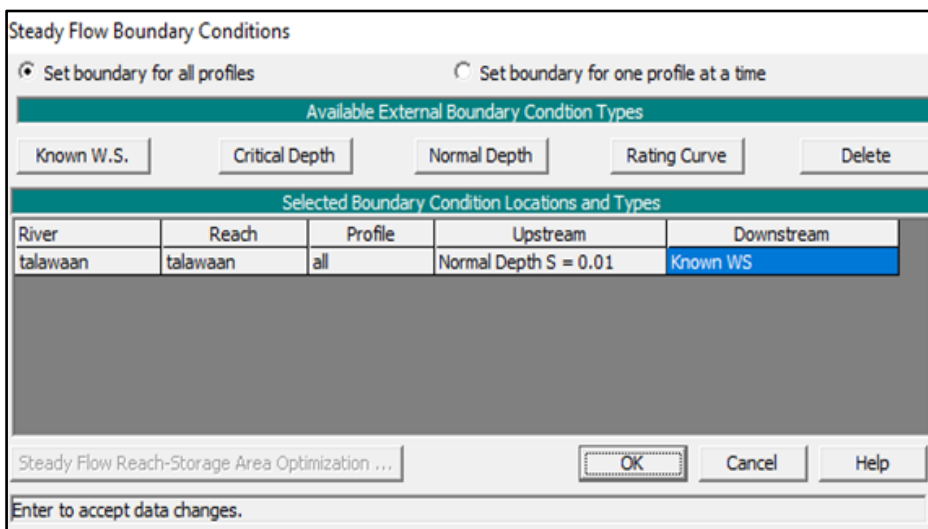 Steady Flow Boundary Conditions
Set boundary for all profiles Set boundary for one profile at a time
Available External Boundary Condtion Types
Known W.S. Critical Depth Normal Depth Rating Curve Delete
Selected Boundary Condition Locations and Types
River Reach Profile Upstream Downstream
talawaan talawaan all Normal Depth S = 0.01 Known WS
Steady Flow Reach-Storage Area Optimization ... OK Cancel Help
Enter to accept data changes.